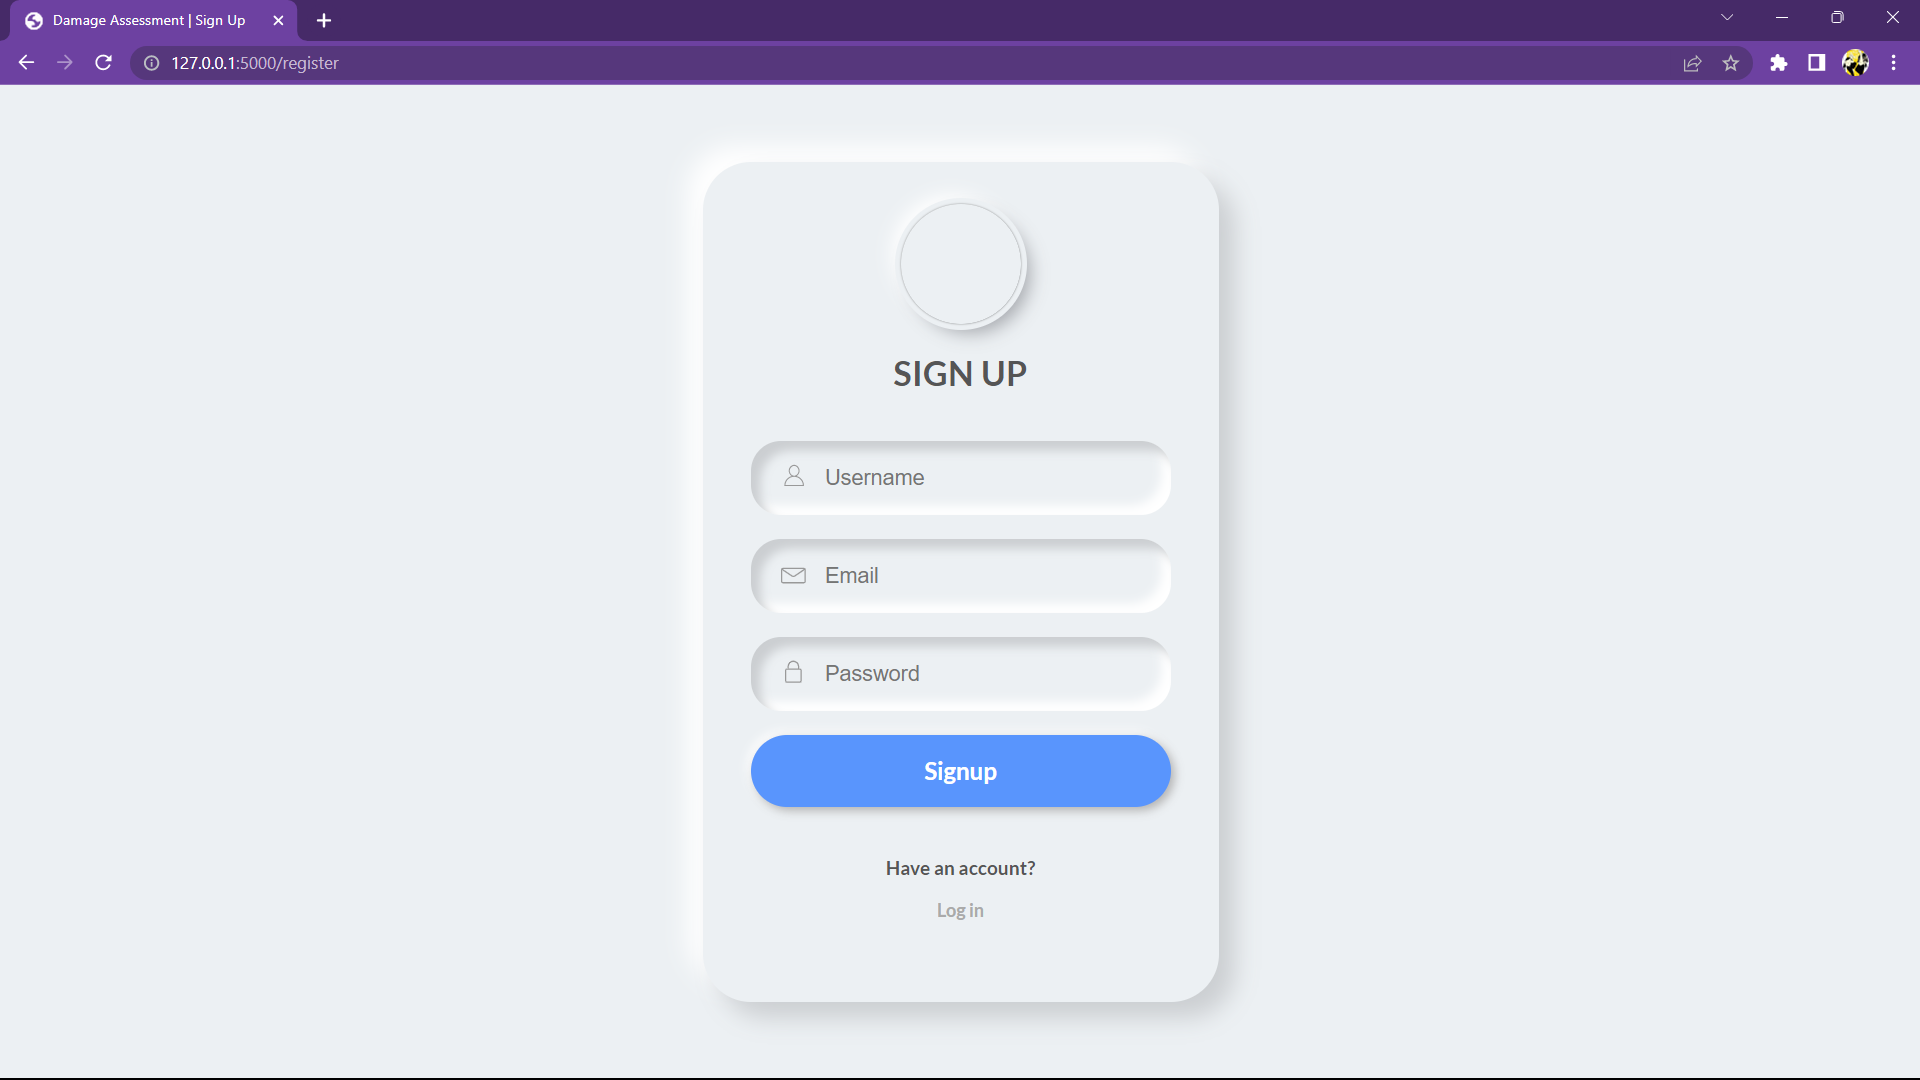 Damage Assessment | Sign Up
127.0.0.1:5000/register
SIGN UP
Username
Email
Password
Signup
Have an account?
Log in